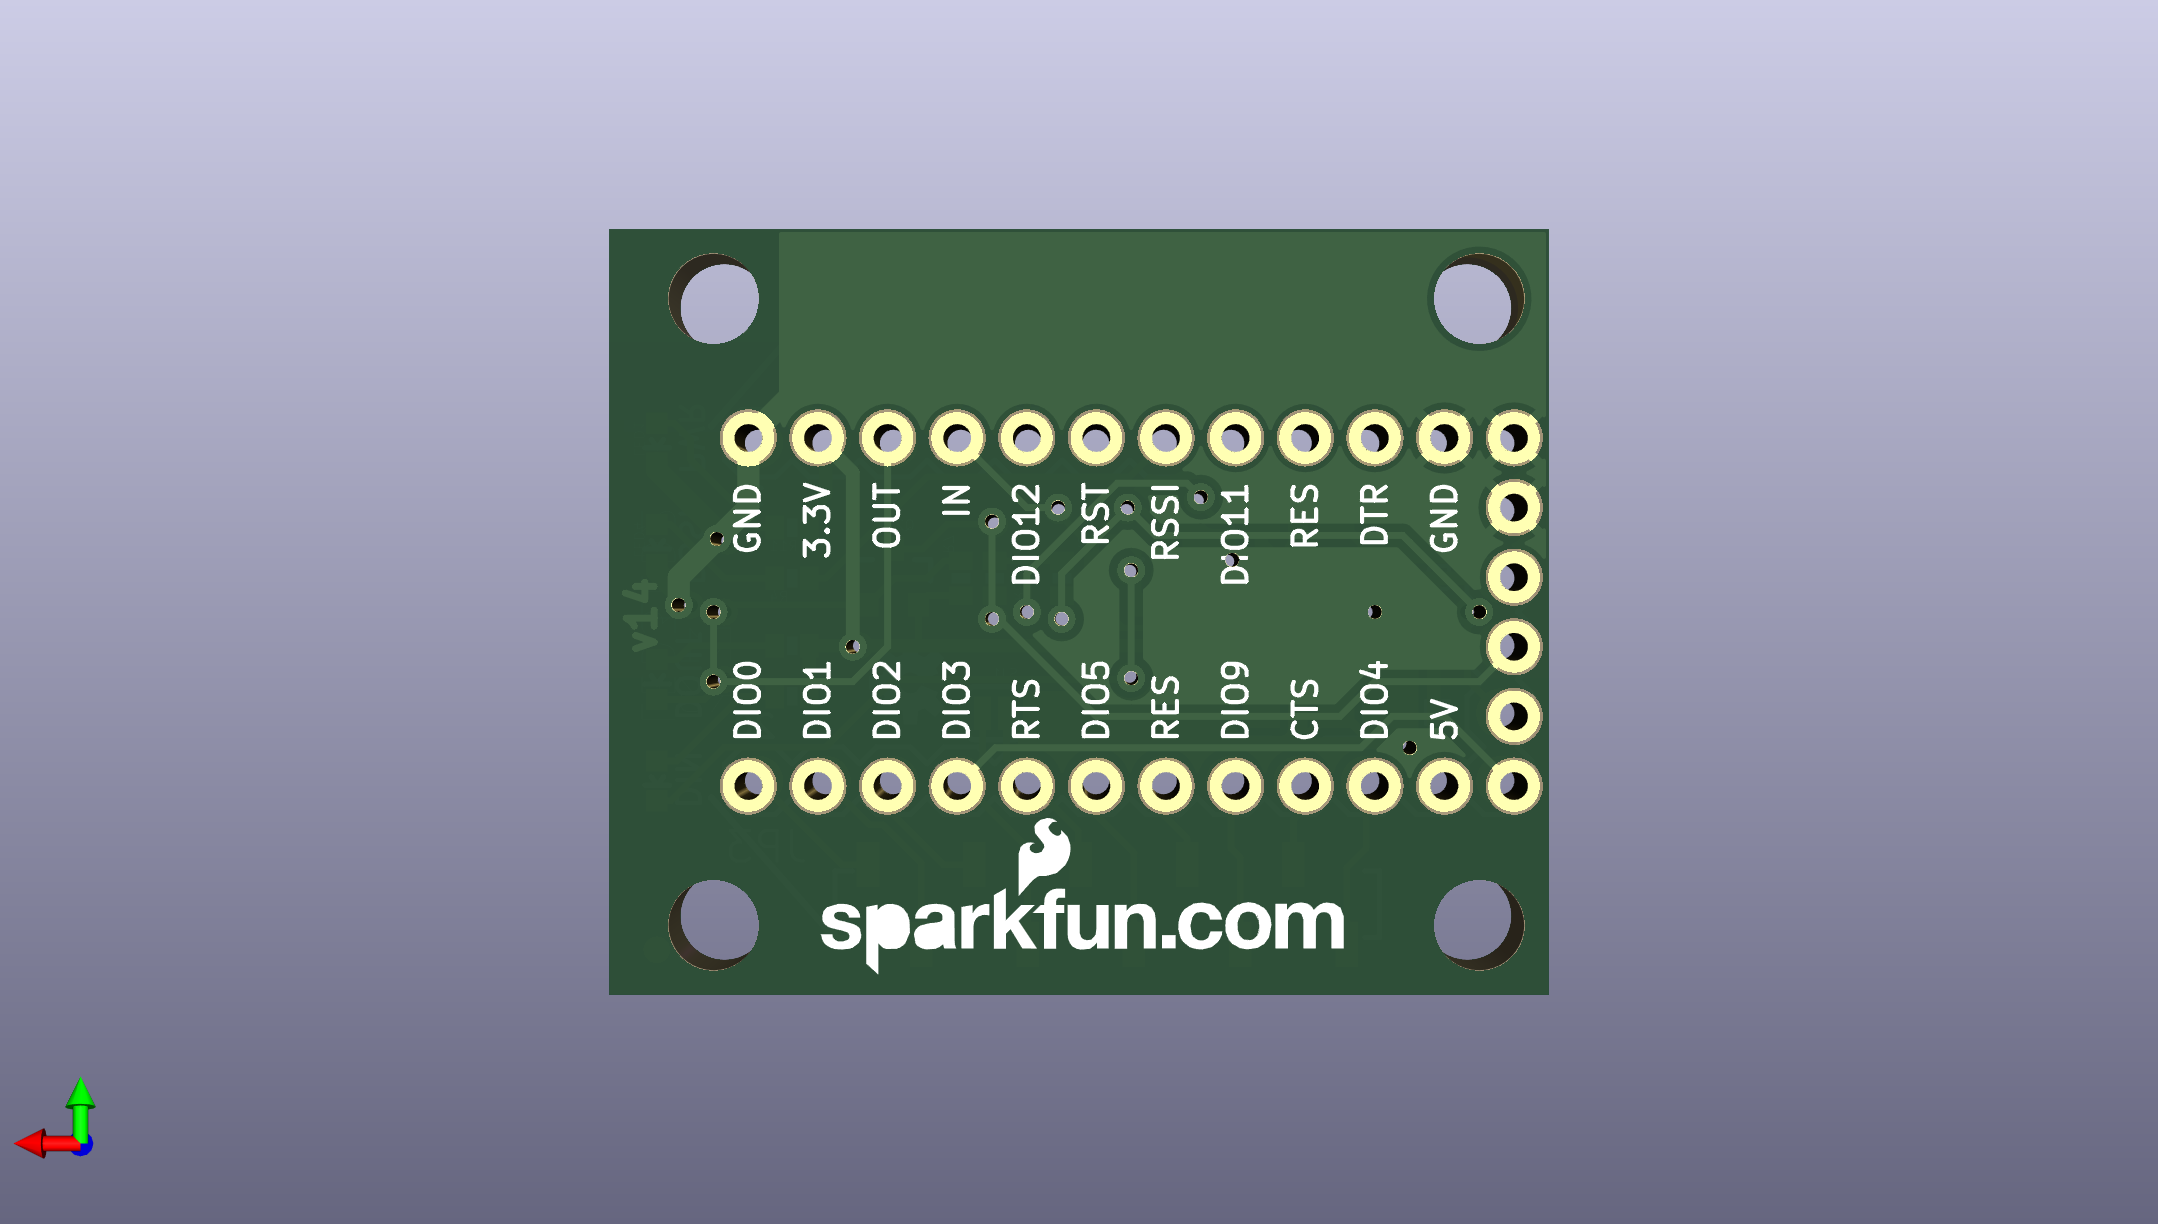 GND
3.3V
OUT
IN
DIO12
RST
RSSI
DIO11
RES
DTR
GND
v14
DIO0
DIO1
DIO2
DIO3
RTS
DIO5
RES
DIO9
CTS
DIO4
5V
sparkfun.com